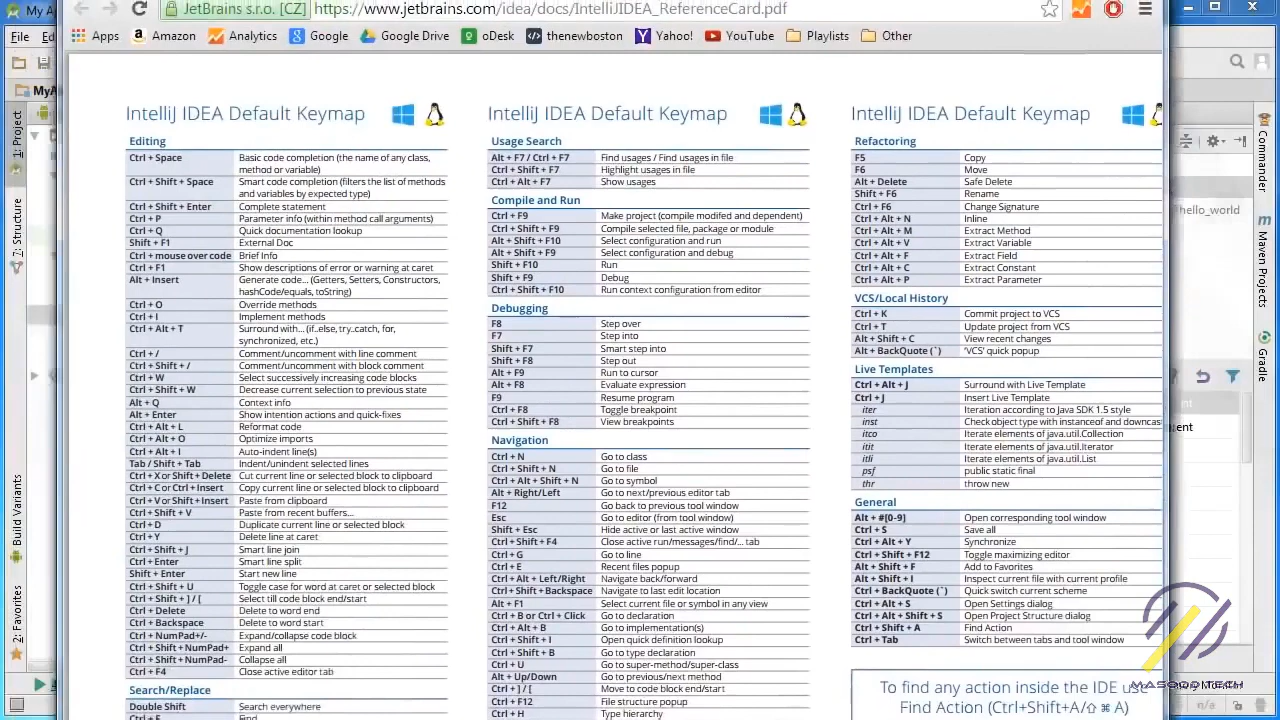 My A
JetBrains s.r.o. [CZ] https://www.jetbrains.com/idea/docs/IntelliJIDEA_ReferenceCard.pdf
File Ed
Apps Amazon Analytics Google Google Drive oDesk thenewboston Yahoo! YouTube Playlists Other
MyA
1: Project
7: Structure
Build Variants
2: Favorites
IntelliJ IDEA Default Keymap
Editing
Ctrl + Space Basic code completion (the name of any class,
method or variable)
Ctrl + Shift + Space Smart code completion (filters the list of methods
and variables by expected type)
Ctrl + Shift + Enter Complete statement
Ctrl + P Parameter info (within method call arguments)
Ctrl + Q Quick documentation lookup
Shift + F1 External Doc
Ctrl + mouse over code Brief Info
Ctrl + F1 Show descriptions of error or warning at caret
Alt + Insert Generate code... (Getters, Setters, Constructors,
hashCode/equals, toString)
Ctrl + O Override methods
Ctrl + I Implement methods
Ctrl + Alt + T Surround with... (if..else, try..catch, for,
synchronized, etc.)
Ctrl + / Comment/uncomment with line comment
Ctrl + Shift + / Comment/uncomment with block comment
Ctrl + W Select successively increasing code blocks
Ctrl + Shift + W Decrease current selection to previous state
Alt + Q Context info
Alt + Enter Show intention actions and quick-fixes
Ctrl + Alt + L Reformat code
Ctrl + Alt + O Optimize imports
Ctrl + Alt + I Auto-indent line(s)
Tab / Shift + Tab Indent/unindent selected lines
Ctrl + X or Shift + Delete Cut current line or selected block to clipboard
Ctrl + C or Ctrl + Insert Copy current line or selected block to clipboard
Ctrl + V or Shift + Insert Paste from clipboard
Ctrl + Shift + V Paste from recent buffers...
Ctrl + D Duplicate current line or selected block
Ctrl + Y Delete line at caret
Ctrl + Shift + J Smart line join
Ctrl + Enter Smart line split
Shift + Enter Start new line
Ctrl + Shift + U Toggle case for word at caret or selected block
Ctrl + Shift + ] / [ Select till code block end/start
Ctrl + Delete Delete to word end
Ctrl + Backspace Delete to word start
Ctrl + NumPad+/- Expand/collapse code block
Ctrl + Shift + NumPad+ Expand all
Ctrl + Shift + NumPad- Collapse all
Ctrl + F4 Close active editor tab
Search/Replace
Double Shift Search everywhere
Ctrl + F Find
IntelliJ IDEA Default Keymap
Usage Search
Alt + F7 / Ctrl + F7 Find usages / Find usages in file
Ctrl + Shift + F7 Highlight usages in file
Ctrl + Alt + F7 Show usages
Compile and Run
Ctrl + F9 Make project (compile modifed and dependent)
Ctrl + Shift + F9 Compile selected file, package or module
Alt + Shift + F10 Select configuration and run
Alt + Shift + F9 Select configuration and debug
Shift + F10 Run
Shift + F9 Debug
Ctrl + Shift + F10 Run context configuration from editor
Debugging
F8 Step over
F7 Step into
Shift + F7 Smart step into
Shift + F8 Step out
Alt + F9 Run to cursor
Alt + F8 Evaluate expression
F9 Resume program
Ctrl + F8 Toggle breakpoint
Ctrl + Shift + F8 View breakpoints
Navigation
Ctrl + N Go to class
Ctrl + Shift + N Go to file
Ctrl + Alt + Shift + N Go to symbol
Alt + Right/Left Go to next/previous editor tab
F12 Go back to previous tool window
Esc Go to editor (from tool window)
Shift + Esc Hide active or last active window
Ctrl + Shift + F4 Close active run/messages/find/... tab
Ctrl + G Go to line
Ctrl + E Recent files popup
Ctrl + Alt + Left/Right Navigate back/forward
Ctrl + Shift + Backspace Navigate to last edit location
Alt + F1 Select current file or symbol in any view
Ctrl + B or Ctrl + Click Go to declaration
Ctrl + Alt + B Go to implementation(s)
Ctrl + Shift + I Open quick definition lookup
Ctrl + Shift + B Go to type declaration
Ctrl + U Go to super-method/super-class
Alt + Up/Down Go to previous/next method
Ctrl + ] / [ Move to code block end/start
Ctrl + F12 File structure popup
Ctrl + H Type hierarchy
IntelliJ IDEA Default Keymap
Refactoring
F5 Copy
F6 Move
Alt + Delete Safe Delete
Shift + F6 Rename
Ctrl + F6 Change Signature
Ctrl + Alt + N Inline
Ctrl + Alt + M Extract Method
Ctrl + Alt + V Extract Variable
Ctrl + Alt + F Extract Field
Ctrl + Alt + C Extract Constant
Ctrl + Alt + P Extract Parameter
VCS/Local History
Ctrl + K Commit project to VCS
Ctrl + T Update project from VCS
Alt + Shift + C View recent changes
Alt + BackQuote (`) 'VCS' quick popup
Live Templates
Ctrl + Alt + J Surround with Live Template
Ctrl + J Insert Live Template
iter Iteration according to Java SDK 1.5 style
inst Check object type with instanceof and downcas
itco Iterate elements of java.util.Collection
itit Iterate elements of java.util.Iterator
itli Iterate elements of java.util.List
psf public static final
thr throw new
General
Alt + #[0-9] Open corresponding tool window
Ctrl + S Save all
Ctrl + Alt + Y Synchronize
Ctrl + Shift + F12 Toggle maximizing editor
Alt + Shift + F Add to Favorites
Alt + Shift + I Inspect current file with current profile
Ctrl + BackQuote (`) Quick switch current scheme
Ctrl + Alt + S Open Settings dialog
Ctrl + Alt + Shift + S Open Project Structure dialog
Ctrl + Shift + A Find Action
Ctrl + Tab Switch between tabs and tool window
To find any action inside the IDE use
Find Action (Ctrl+Shift+A/⇧ ⌘ A)
Commander
Maven Projects
Gradle
hello_world
ent
n/a
MASOOD TECH